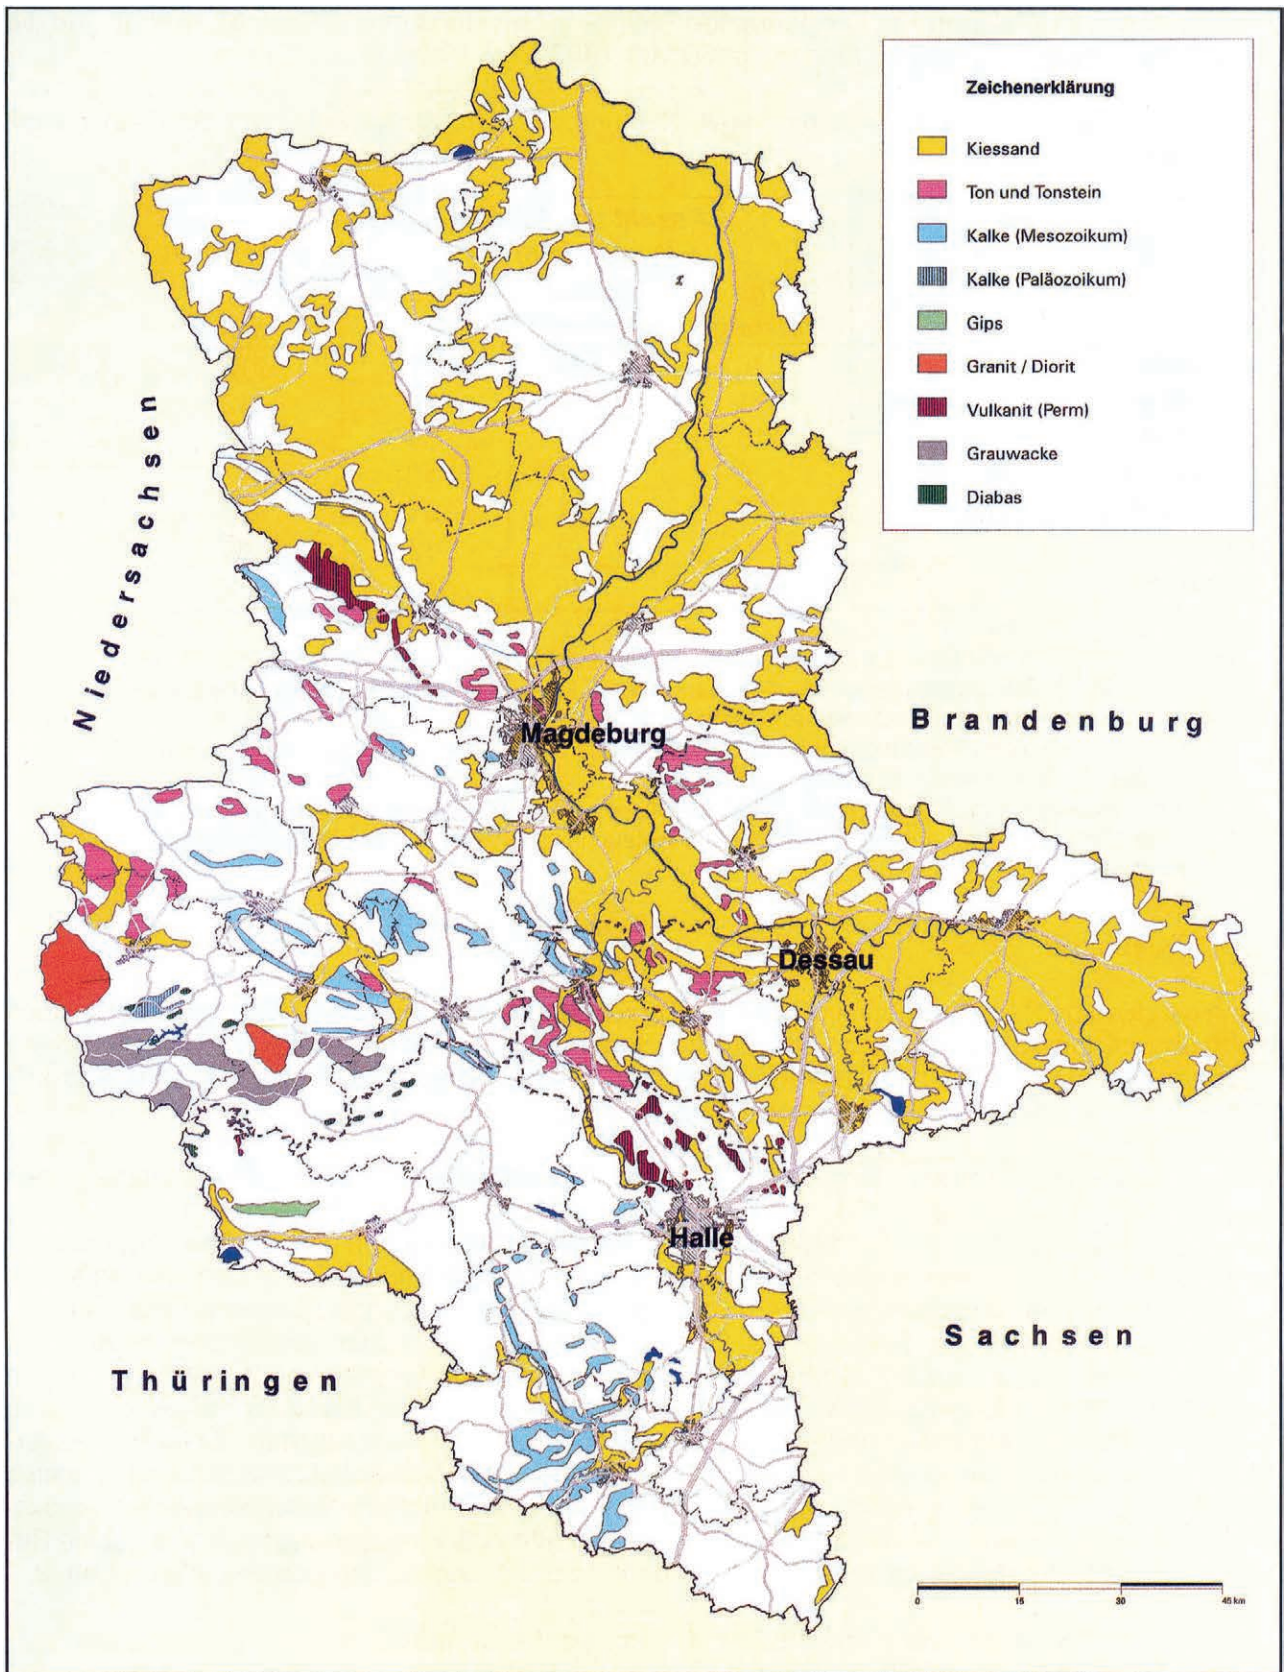 Zeichenerklärung
Kiessand
Ton und Tonstein
Kalke (Mesozoikum)
Kalke (Paläozoikum)
Gips
Granit / Diorit
Vulkanit (Perm)
Grauwacke
Diabas
Niedersachsen
Brandenburg
Magdeburg
Dessau
Halle
Sachsen
Thüringen
0 15 30 45 km